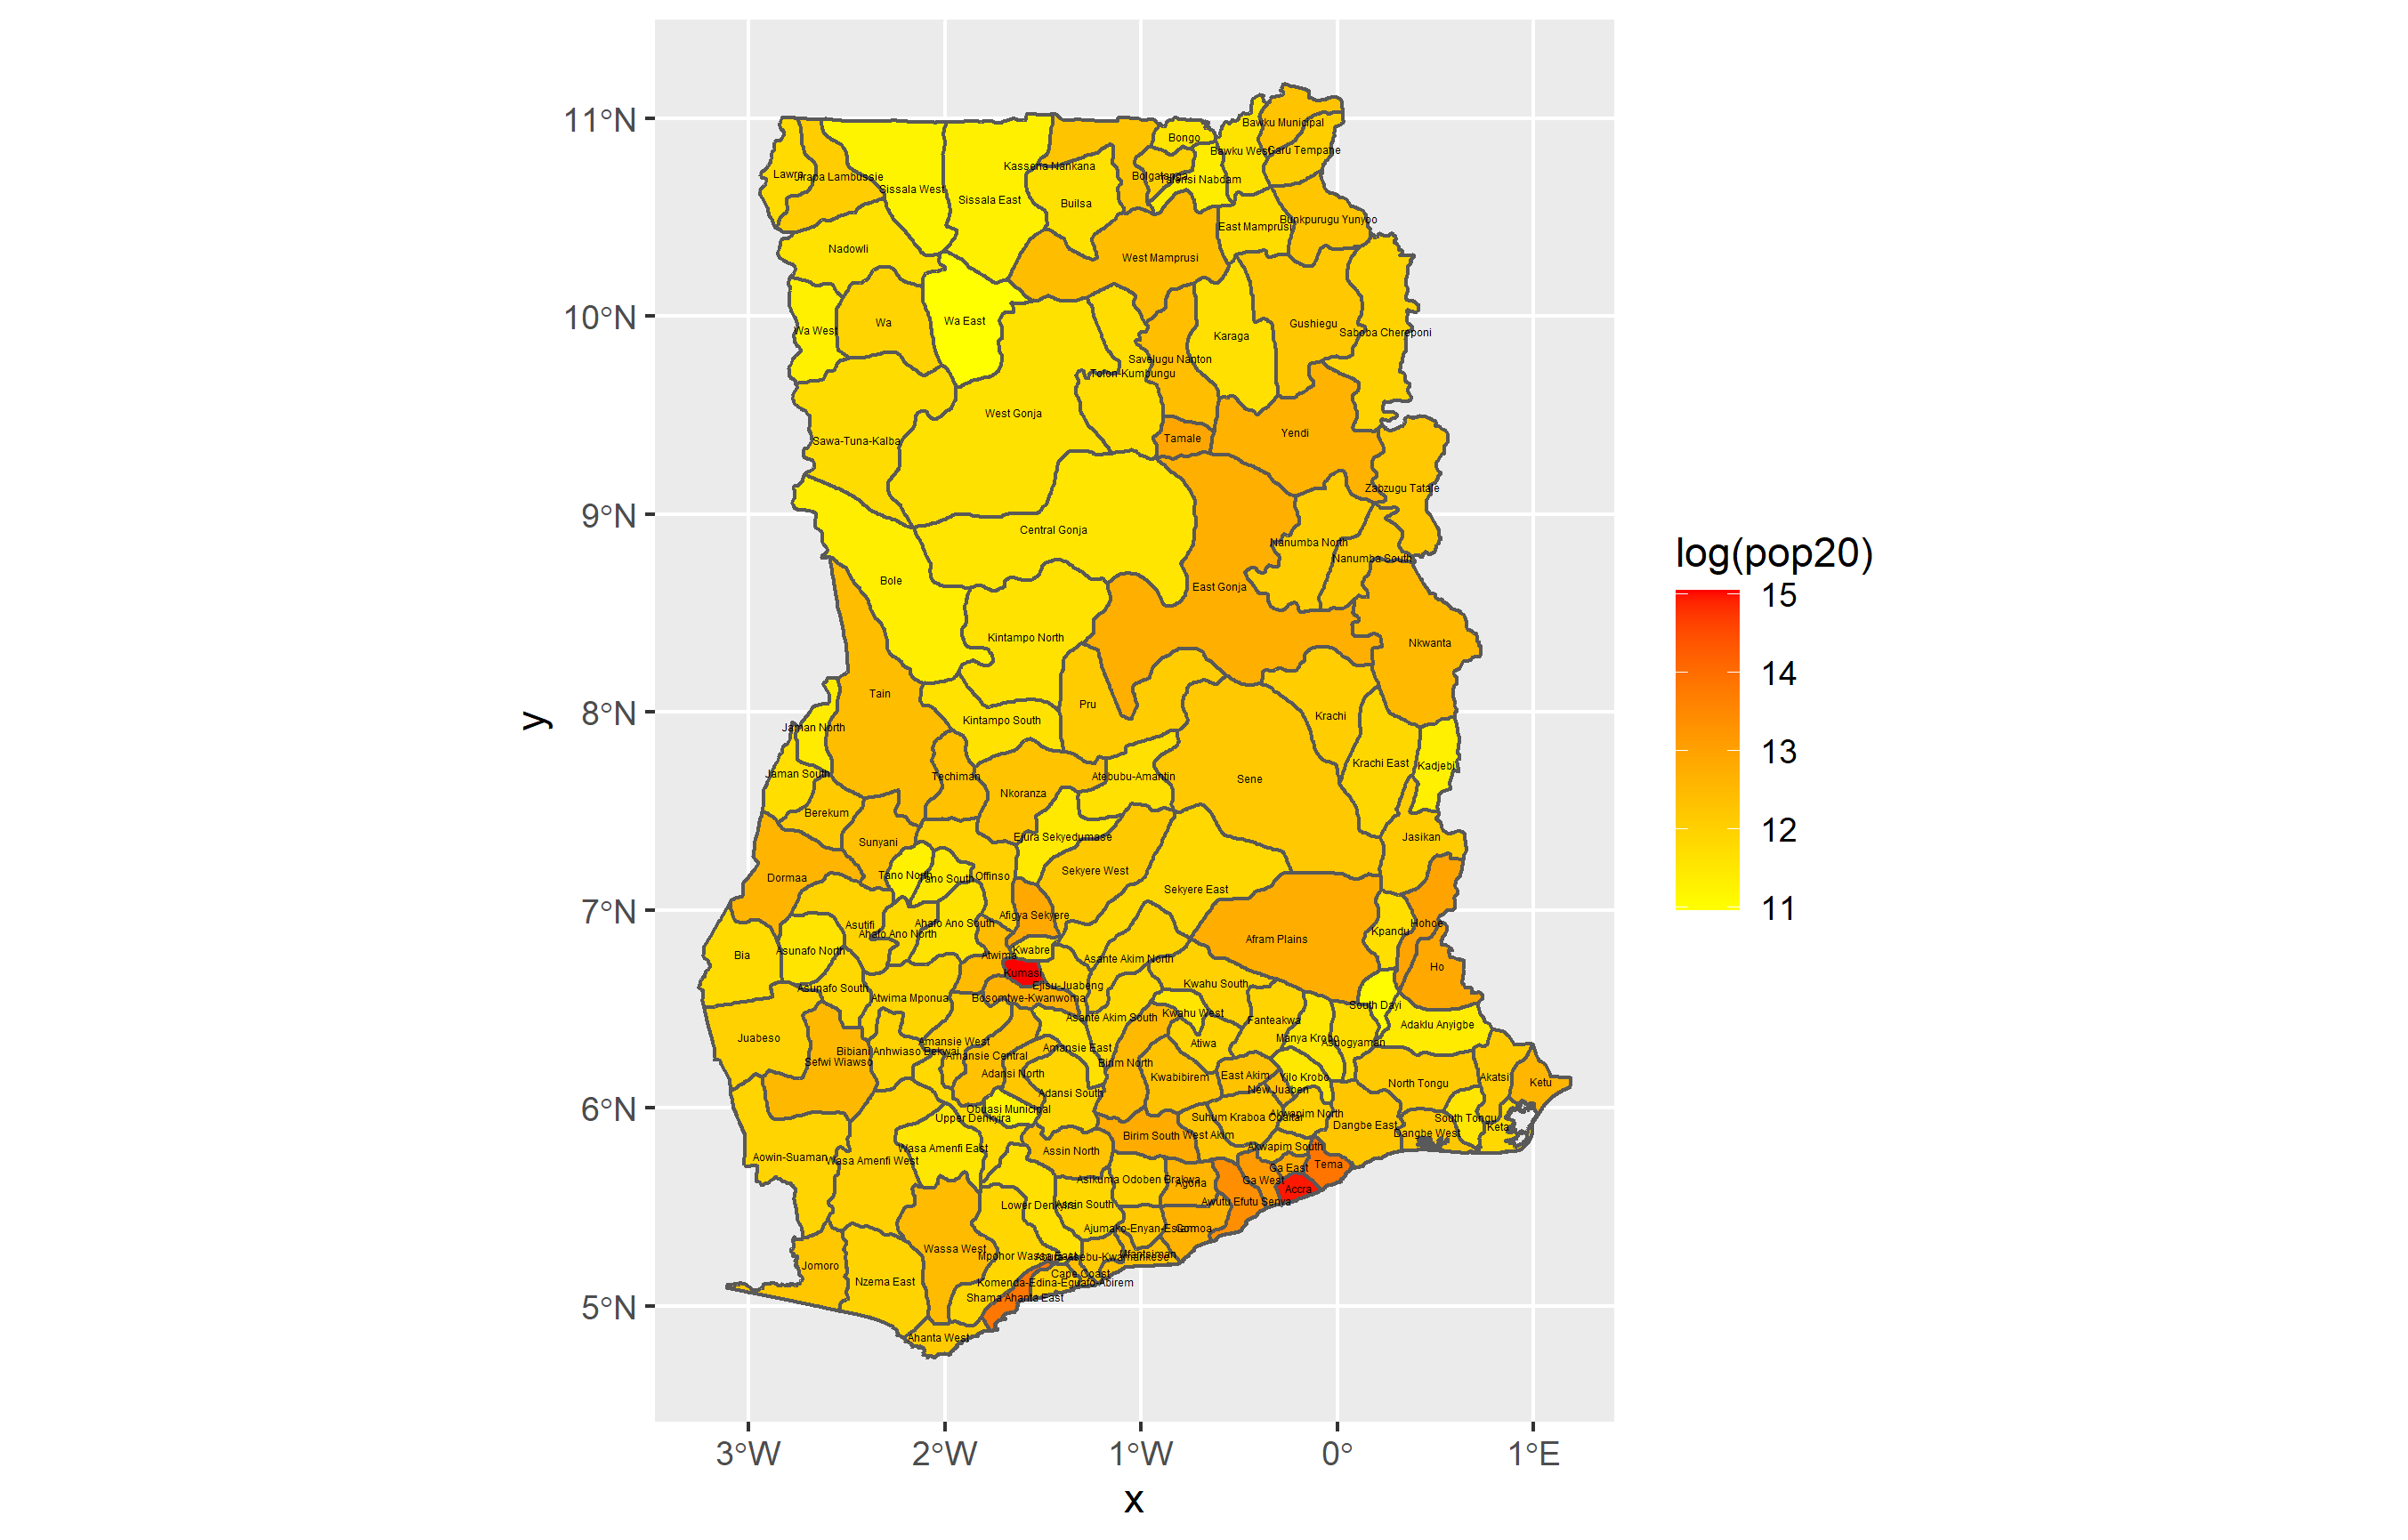 11°N
10°N
9°N
8°N
7°N
6°N
5°N
y
3°W
2°W
1°W
0°
1°E
x
log(pop20)
15
14
13
12
11
Bawku Municipal
Bongo
Bawku West
Garu Tempane
Kassena Nankana
Lawra
Jirapa Lambussie
Bolgatanga
Talensi Nabdam
Sissala West
Sissala East
Builsa
Bunkpurugu Yunyoo
East Mamprusi
Nadowli
West Mamprusi
Wa West
Wa
Wa East
Gushiegu
Saboba Chereponi
Karaga
Savelugu Nanton
Tolon-Kumbungu
West Gonja
Sawa-Tuna-Kalba
Tamale
Yendi
Zabzugu Tatale
Central Gonja
Nanumba North
Nanumba South
Bole
East Gonja
Kintampo North
Nkwanta
Tain
Pru
Krachi
Kintampo South
Jaman North
Krachi East
Kadjebi
Jaman South
Techiman
Atebubu-Amantin
Sene
Nkoranza
Berekum
Sunyani
Ejura Sekyedumase
Jasikan
Dormaa
Tano North
Tano South
Offinso
Sekyere West
Sekyere East
Afigya Sekyere
Asutifi
Ahafo Ano South
Ahafo Ano North
Hohoe
Kpandu
Afram Plains
Bia
Asunafo North
Atwima
Kwabre
Asante Akim North
Ho
Kumasi
Asunafo South
Atwima Mponua
Ejisu-Juabeng
Bosomtwe-Kwanwoma
Kwahu South
South Dayi
Asante Akim South
Kwahu West
Fanteakwa
Adaklu Anyigbe
Juabeso
Sefwi Wiawso
Bibiani Anhwiaso Bekwai
Amansie West
Amansie Central
Amansie East
Atiwa
Manya Krobo
Asuogyaman
Birim North
Adansi North
Kwabibirem
East Akim
Yilo Krobo
New Juaben
North Tongu
Akatsi
Ketu
Adansi South
Obuasi Municipal
Upper Denkyira
Suhum Kraboa Coaltar
Akwapim North
Dangbe East
Dangbe West
South Tongu
Keta
Birim South
West Akim
Akwapim South
Aowin-Suaman
Wasa Amenfi West
Wasa Amenfi East
Assin North
Ga East
Tema
Asikuma Odoben Brakwa
Agona
Ga West
Accra
Awutu Efutu Senya
Lower Denkyira
Assin South
Ajumako-Enyan-Esiam
Gomoa
Wassa West
Mpohor Wassa East
Abura-Asebu-Kwamankese
Mfantsiman
Jomoro
Nzema East
Cape Coast
Komenda-Edina-Eguafo-Abirem
Shama Ahanta East
Ahanta West